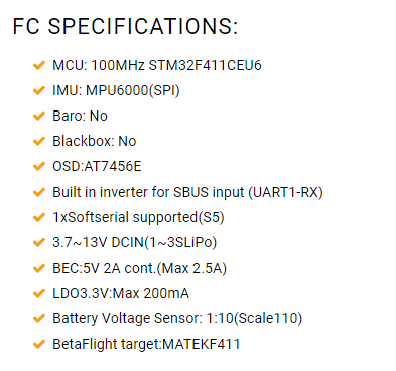 FC SPECIFICATIONS:
MCU: 100MHz STM32F411CEU6
IMU: MPU6000(SPI)
Baro: No
Blackbox: No
OSD:AT7456E
Built in inverter for SBUS input (UART1-RX)
1xSoftserial supported(S5)
3.7~13V DCIN(1~3SLiPo)
BEC:5V 2A cont.(Max 2.5A)
LDO3.3V:Max 200mA
Battery Voltage Sensor: 1:10(Scale110)
BetaFlight target:MATEKF411